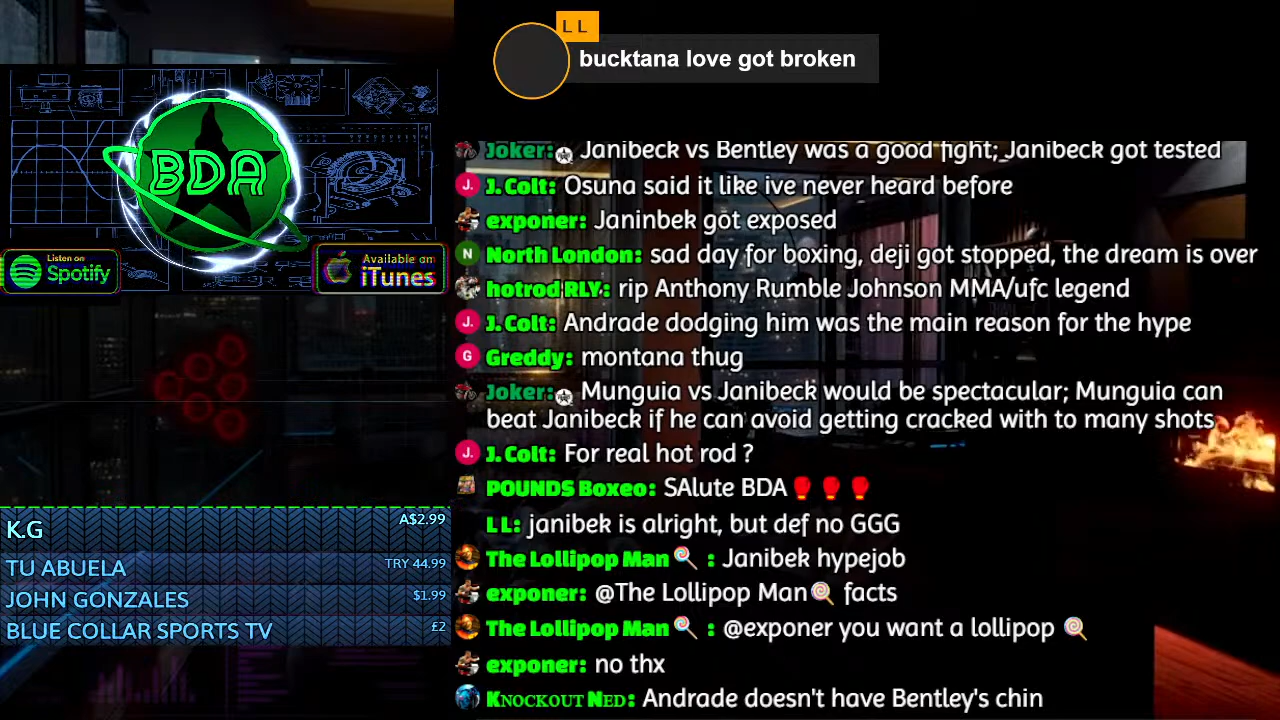 L L
bucktana love got broken
BDA
Listen on
Spotify
Available on
iTunes
K.G A$2.99
TU ABUELA TRY 44.99
JOHN GONZALES $1.99
BLUE COLLAR SPORTS TV £2
Joker: Janibeck vs Bentley was a good fight; Janibeck got tested
J. J. Colt: Osuna said it like ive never heard before
exponer: Janinbek got exposed
N North London: sad day for boxing, deji got stopped, the dream is over
hotrod RLY: rip Anthony Rumble Johnson MMA/ufc legend
J. J. Colt: Andrade dodging him was the main reason for the hype
G Greddy: montana thug
Joker: Munguia vs Janibeck would be spectacular; Munguia can
beat Janibeck if he can avoid getting cracked with to many shots
J. J. Colt: For real hot rod ?
POUNDS Boxeo: SAlute BDA🥊🥊🥊
L L: janibek is alright, but def no GGG
The Lollipop Man🍭 : Janibek hypejob
exponer: @The Lollipop Man🍭 facts
The Lollipop Man🍭 : @exponer you want a lollipop 🍭
exponer: no thx
Knockout Ned: Andrade doesn't have Bentley's chin